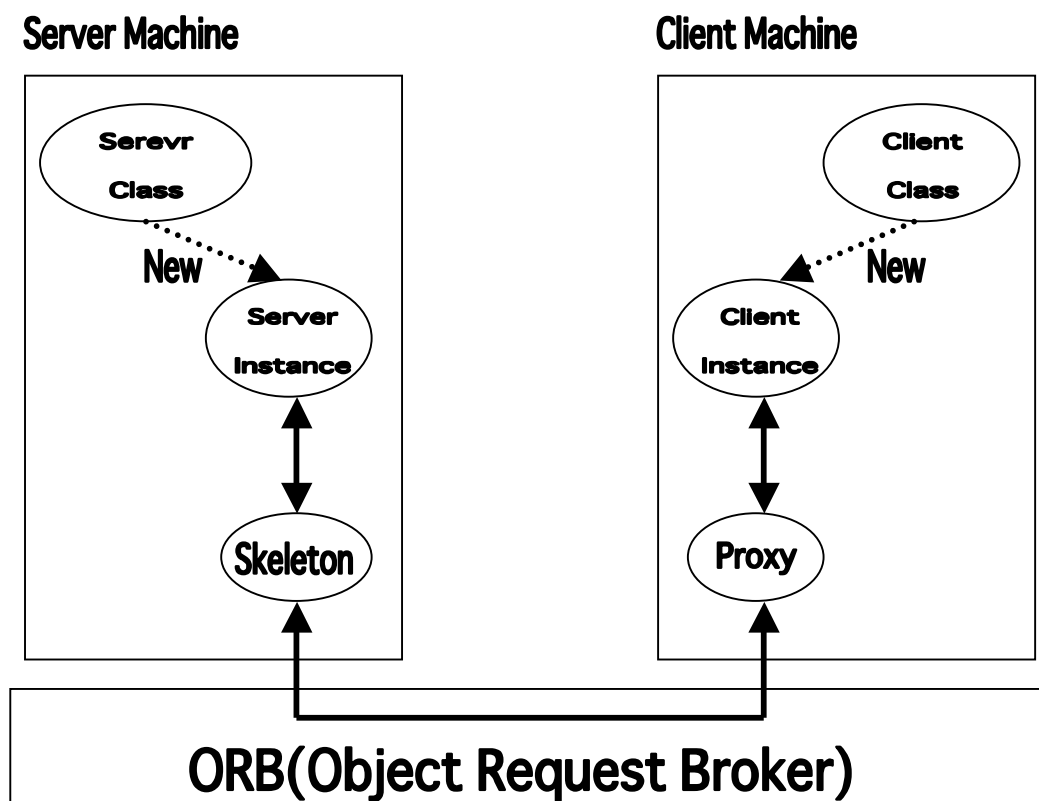 Server Machine
Client Machine
Serevr
Class
Client
Class
New
New
Server
Instance
Client
Instance
Skeleton
Proxy
ORB(Object Request Broker)